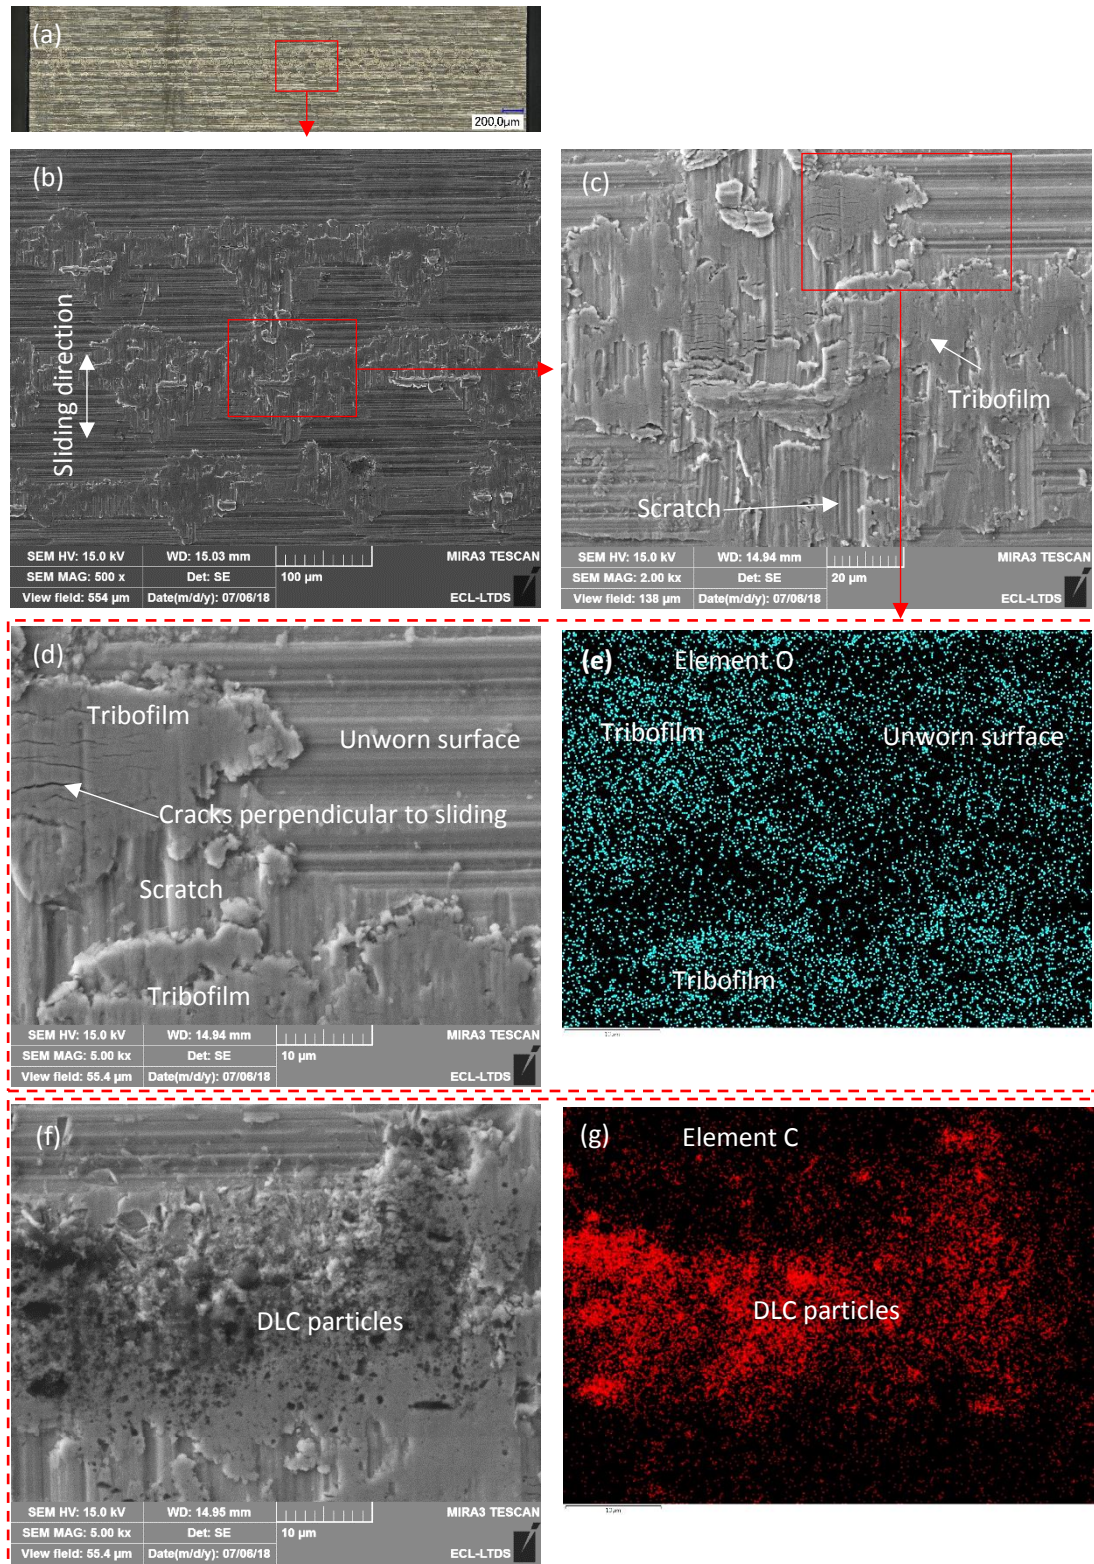 (a)
200,0µm
(b)
Sliding direction
SEM HV: 15.0 kV WD: 15.03 mm MIRA3 TESCAN
SEM MAG: 500 x Det: SE 100 µm
View field: 554 µm Date(m/d/y): 07/06/18 ECL-LTDS
(c)
Tribofilm
Scratch
SEM HV: 15.0 kV WD: 14.94 mm MIRA3 TESCAN
SEM MAG: 2.00 kx Det: SE 20 µm
View field: 138 µm Date(m/d/y): 07/06/18 ECL-LTDS
(d)
Tribofilm
Unworn surface
Cracks perpendicular to sliding
Scratch
Tribofilm
SEM HV: 15.0 kV WD: 14.94 mm MIRA3 TESCAN
SEM MAG: 5.00 kx Det: SE 10 µm
View field: 55.4 µm Date(m/d/y): 07/06/18 ECL-LTDS
(e)
Element O
Tribofilm
Unworn surface
Tribofilm
(f)
DLC particles
SEM HV: 15.0 kV WD: 14.95 mm MIRA3 TESCAN
SEM MAG: 5.00 kx Det: SE 10 µm
View field: 55.4 µm Date(m/d/y): 07/06/18 ECL-LTDS
(g)
Element C
DLC particles